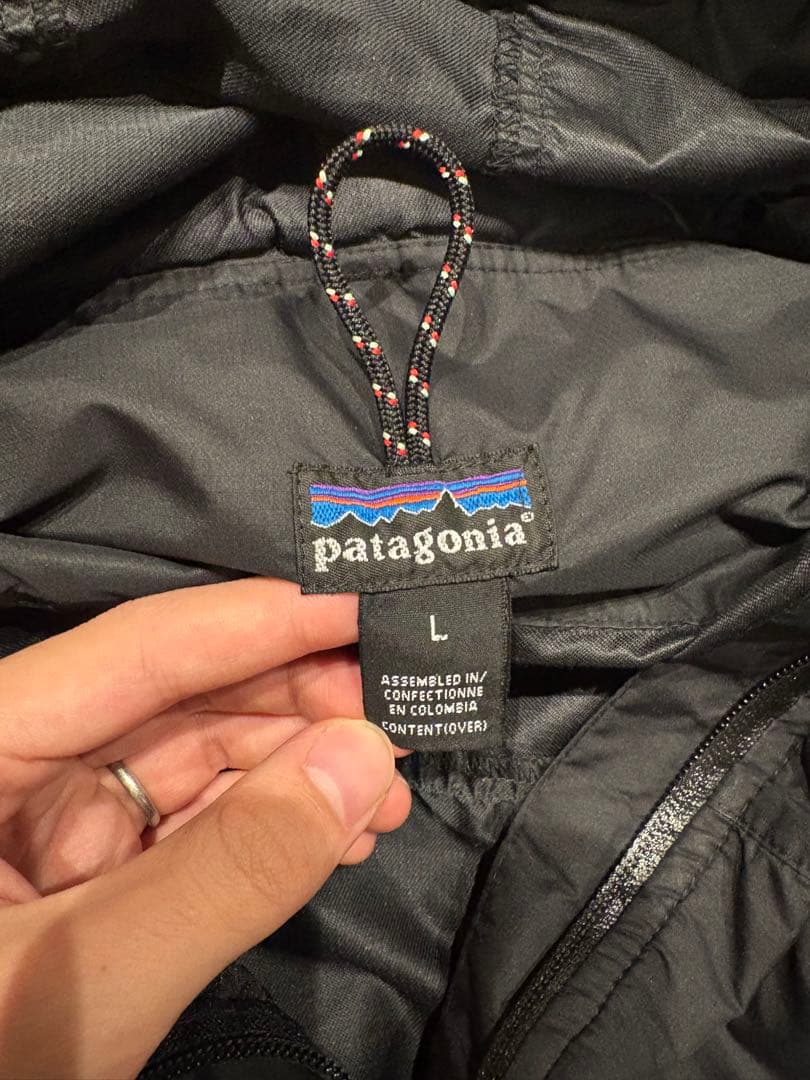 patagonia®
L
ASSEMBLED IN/
CONFECTIONNE
EN COLOMBIA
CONTENT(OVER)